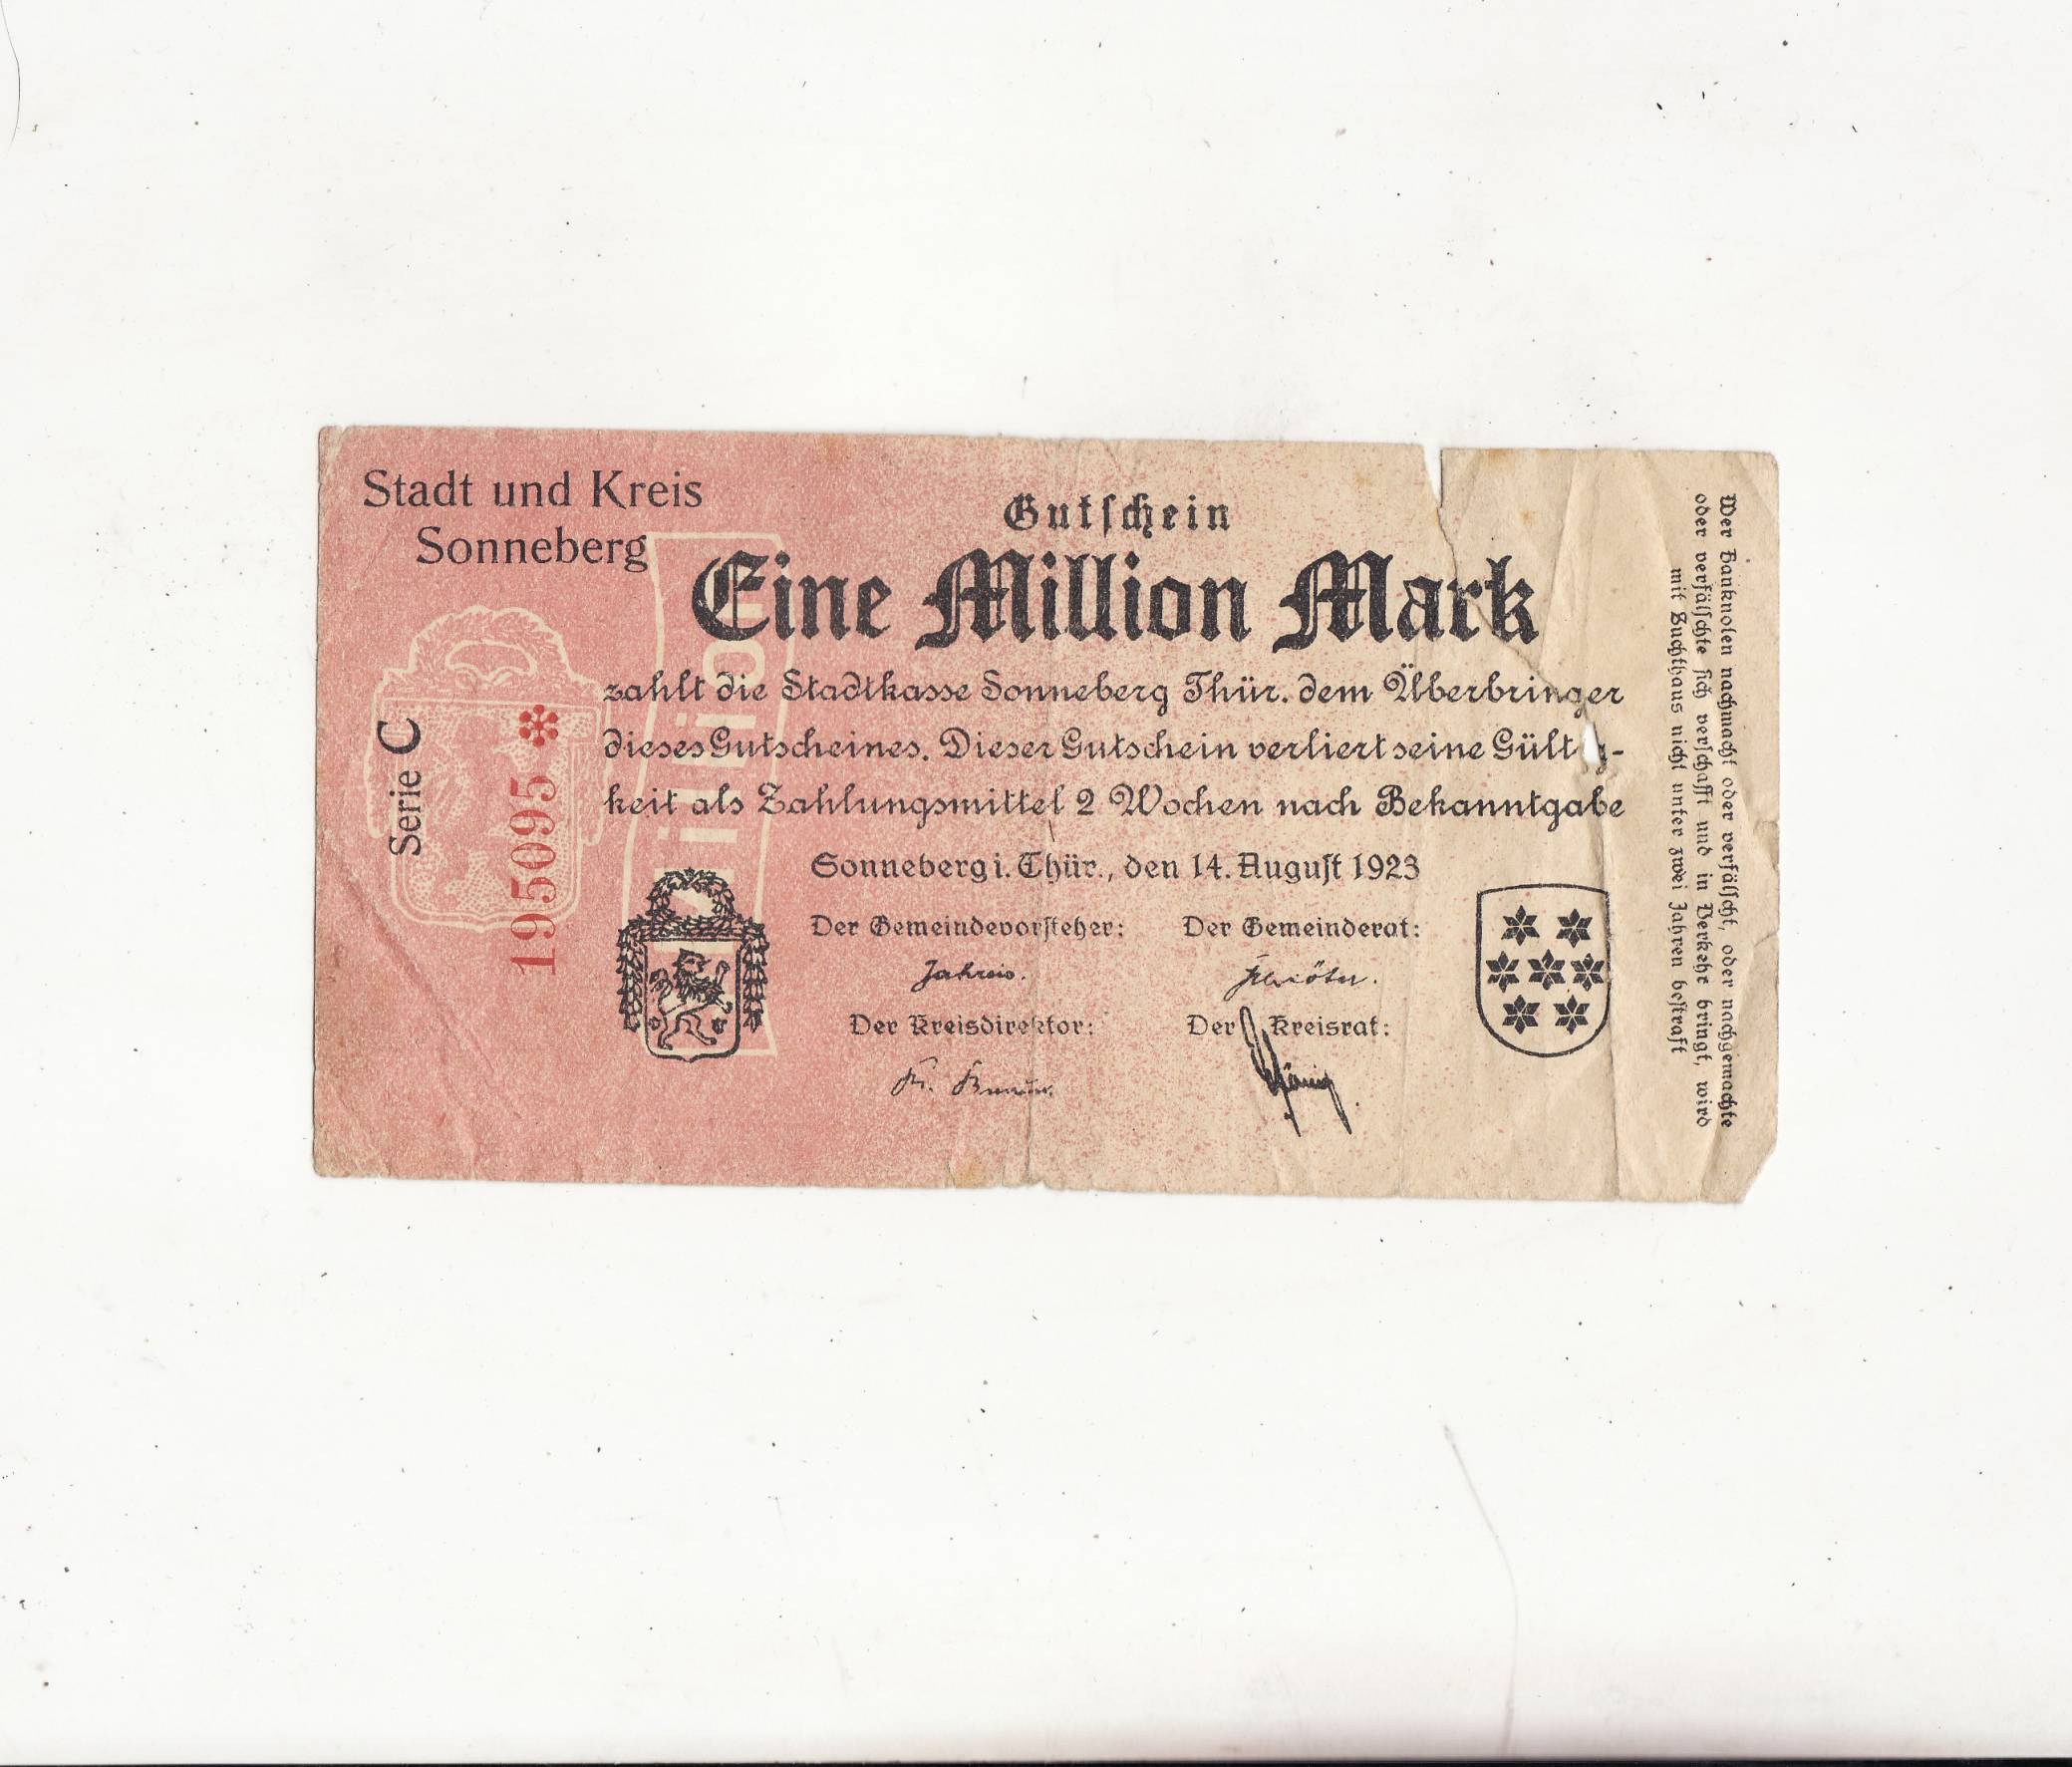 Stadt und Kreis
Sonneberg
Serie C
195095
Million
Gutschein
Eine Million Mark
zahlt die Stadtkasse Sonneberg Thür. dem Überbringer
dieses Gutscheines. Dieser Gutschein verliert seine Gültig-
keit als Zahlungsmittel 2 Wochen nach Bekanntgabe
Sonneberg i. Thür., den 14. August 1923
Der Gemeindevorsteher:
Der Gemeinderat:
Der Kreisdirektor:
Der Kreisrat:
Wer Banknoten nachmacht oder verfälscht, oder nachgemachte
oder verfälschte sich verschafft und in Verkehr bringt, wird
mit Zuchthaus nicht unter zwei Jahren bestraft